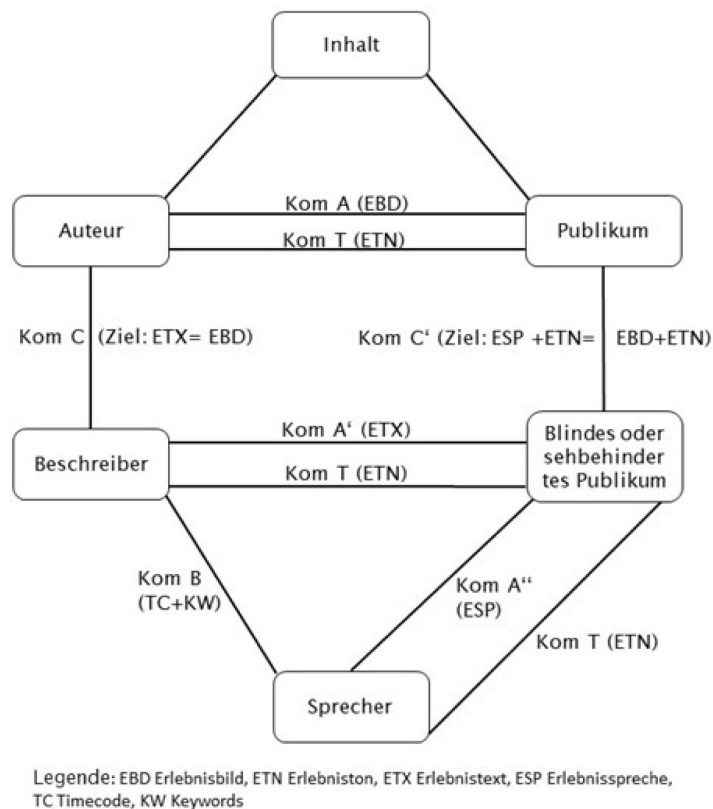 Inhalt
Auteur
Kom A (EBD)
Kom T (ETN)
Publikum
Kom C (Ziel: ETX= EBD)
Kom C‘ (Ziel: ESP +ETN= EBD+ETN)
Beschreiber
Kom A‘ (ETX)
Kom T (ETN)
Blindes oder
sehbehinder
tes Publikum
Kom B
(TC+KW)
Kom A“
(ESP)
Kom T (ETN)
Sprecher
Legende: EBD Erlebnisbild, ETN Erlebniston, ETX Erlebnistext, ESP Erlebnisspreche,
TC Timecode, KW Keywords